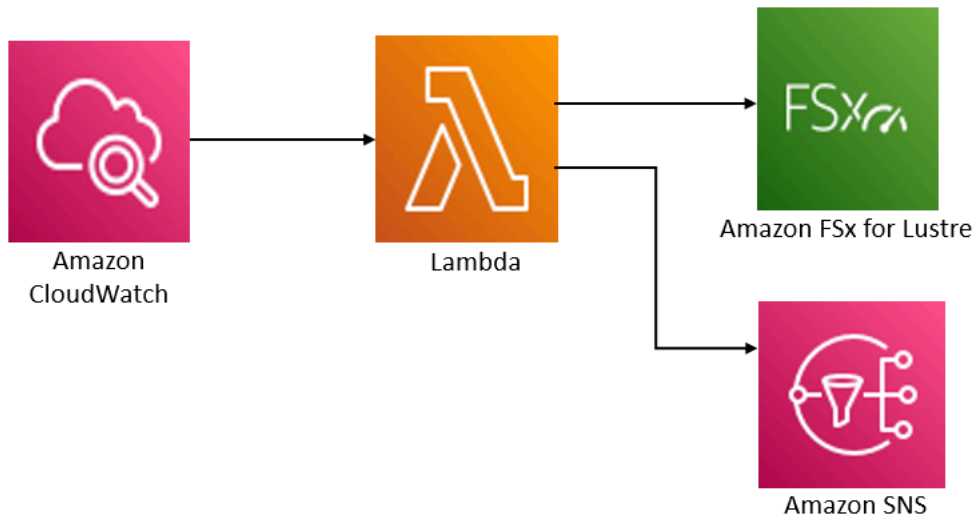 Amazon
CloudWatch
Lambda
FSx
Amazon FSx for Lustre
Amazon SNS